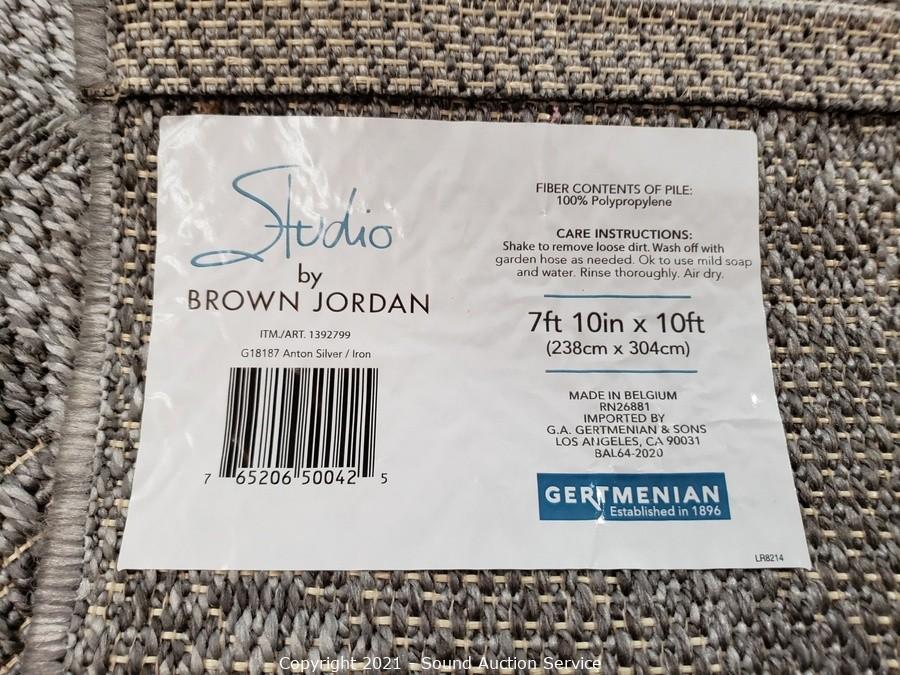 Studio
by
BROWN JORDAN
ITM./ART. 1392799
G18187 Anton Silver / Iron
7 65206 50042 5
FIBER CONTENTS OF PILE:
100% Polypropylene
CARE INSTRUCTIONS:
Shake to remove loose dirt. Wash off with
garden hose as needed. Ok to use mild soap
and water. Rinse thoroughly. Air dry.
7ft 10in x 10ft
(238cm x 304cm)
MADE IN BELGIUM
RN26881
IMPORTED BY
G.A. GERTMENIAN & SONS
LOS ANGELES, CA 90031
BAL64-2020
GERTMENIAN
Established in 1896
LR8214
Copyright 2021 - Sound Auction Service